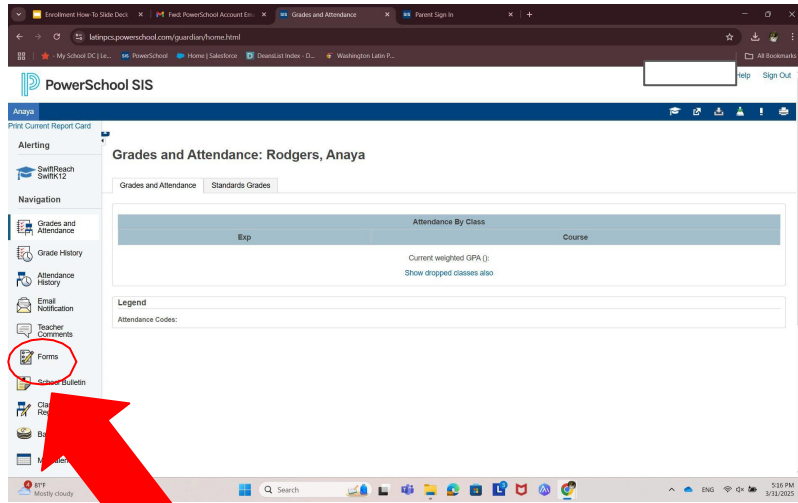 Enrollment How-To Slide Deck
Fwd: PowerSchool Account Em
Grades and Attendance
Parent Sign In
latinpcs.powerschool.com/guardian/home.html
- My School DC | Le...
PowerSchool
Home | Salesforce
DeansList Index - D...
Washington Latin P...
All Bookmarks
PowerSchool SIS
Help
Sign Out
Anaya
Print Current Report Card
Alerting
SwiftReach
SwiftK12
Navigation
Grades and
Attendance
Grade History
Attendance
History
Email
Notification
Teacher
Comments
Forms
School Bulletin
Grades and Attendance: Rodgers, Anaya
Grades and Attendance
Standards Grades
Attendance By Class
Exp
Course
Current weighted GPA ():
Show dropped classes also
Legend
Attendance Codes:
81°F
Mostly cloudy
Search
ENG
5:16 PM
3/31/2025